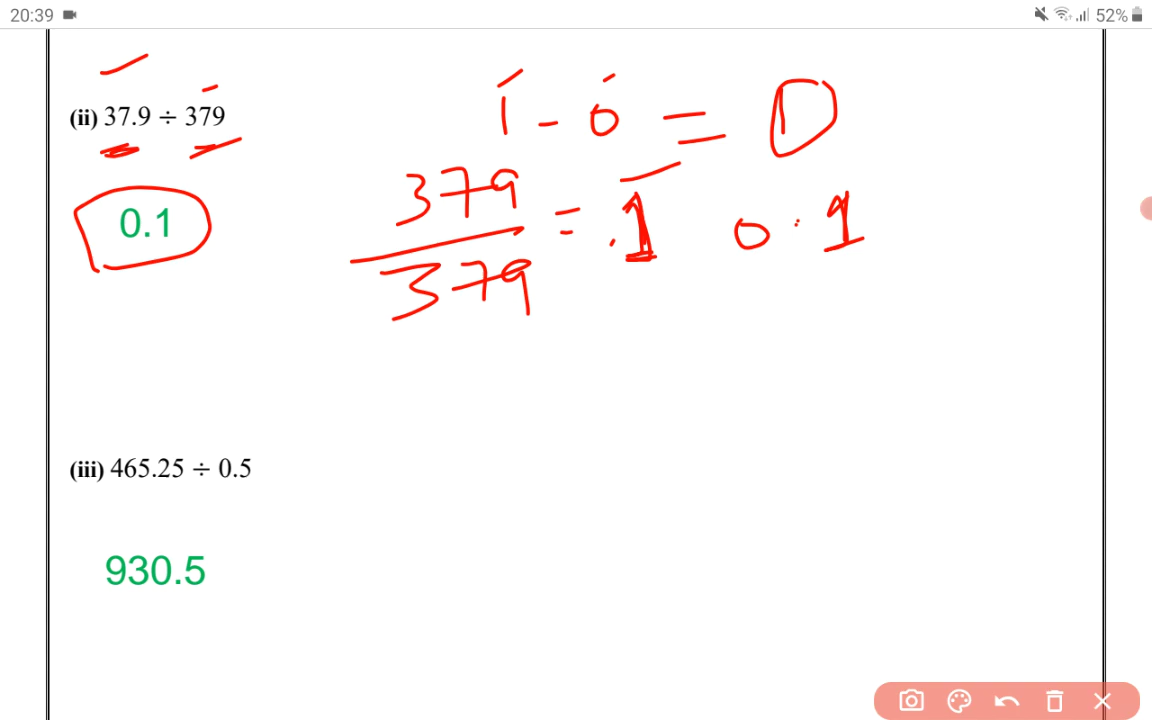 20:39 52%
(ii) 37.9 ÷ 379
1 - 0 = 1
379
379 = .1 0.1
0.1
(iii) 465.25 ÷ 0.5
930.5